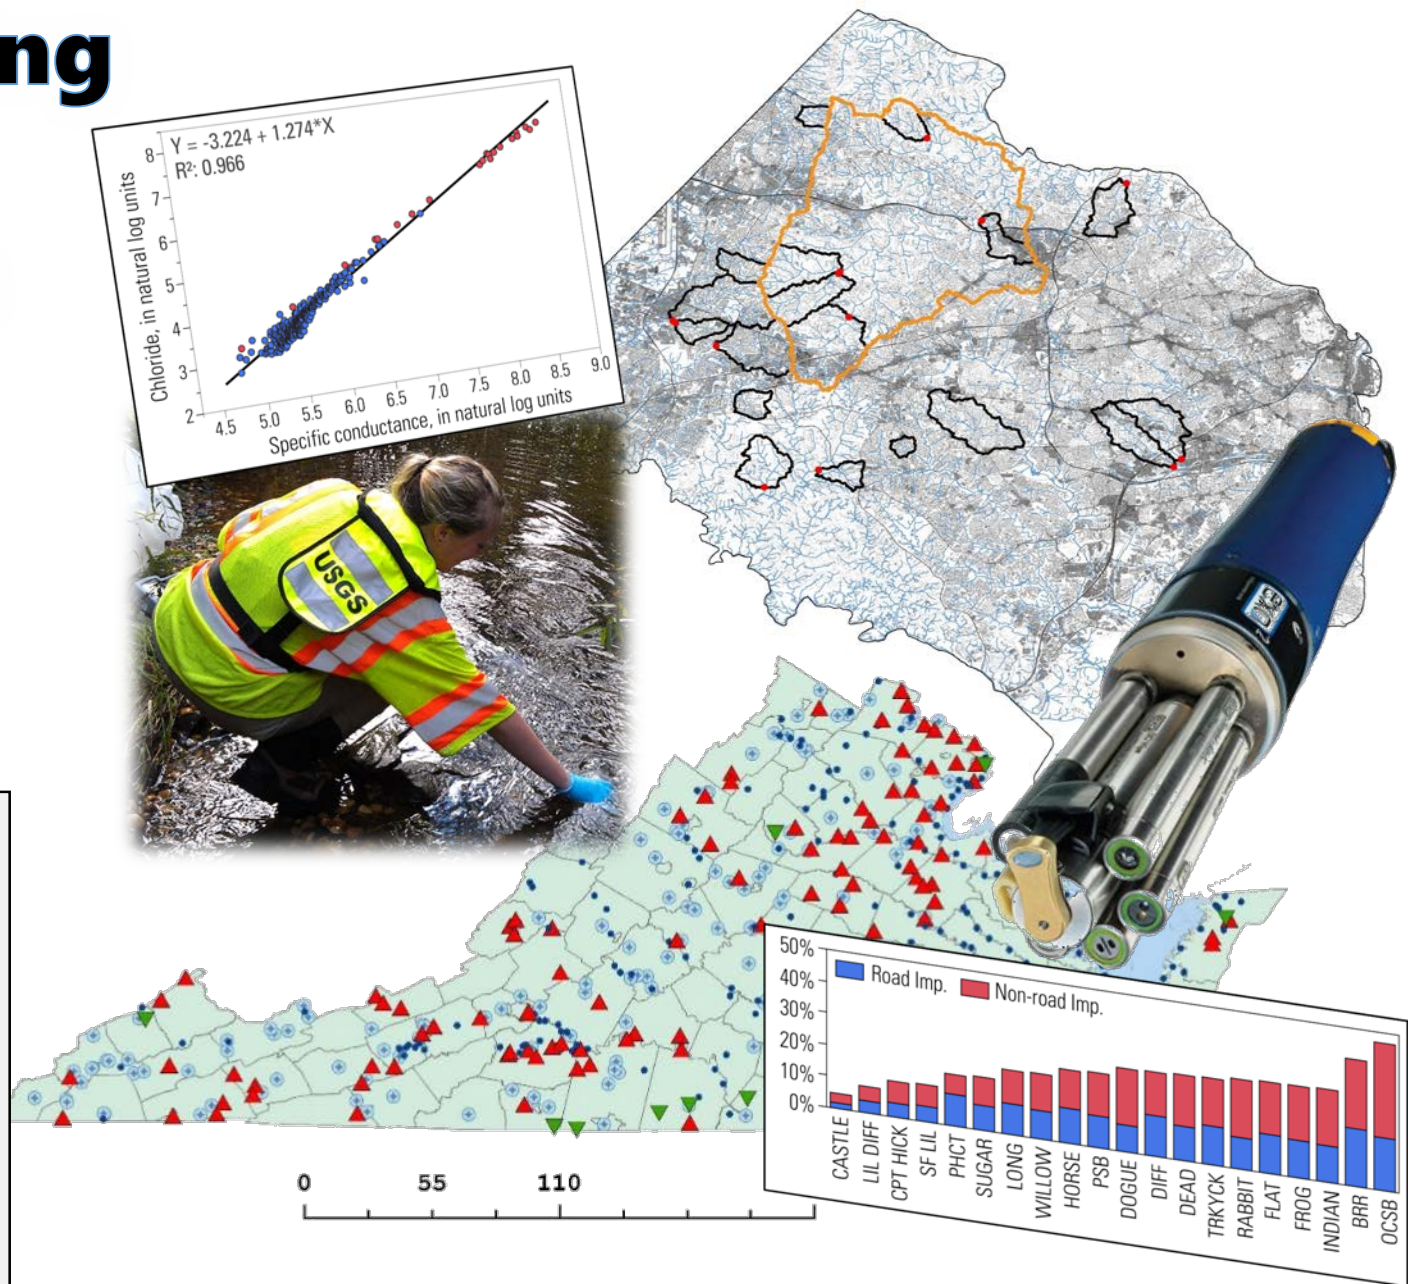 ng
Y = -3.224 + 1.274*X
R²: 0.966
Chloride, in natural log units
8
7
6
5
4
3
2
4.5 5.0 5.5 6.0 6.5 7.0 7.5 8.0 8.5 9.0
Specific conductance, in natural log units
USGS
0 55 110
50%
40%
30%
20%
10%
0%
Road Imp. Non-road Imp.
CASTLE
LIL DIFF
CPT HICK
SF LIL
PHCT
SUGAR
LONG
WILLOW
HORSE
PSB
DOGUE
DIFF
DEAD
TRKYCK
RABBIT
FLAT
FROG
INDIAN
BRR
OCSB